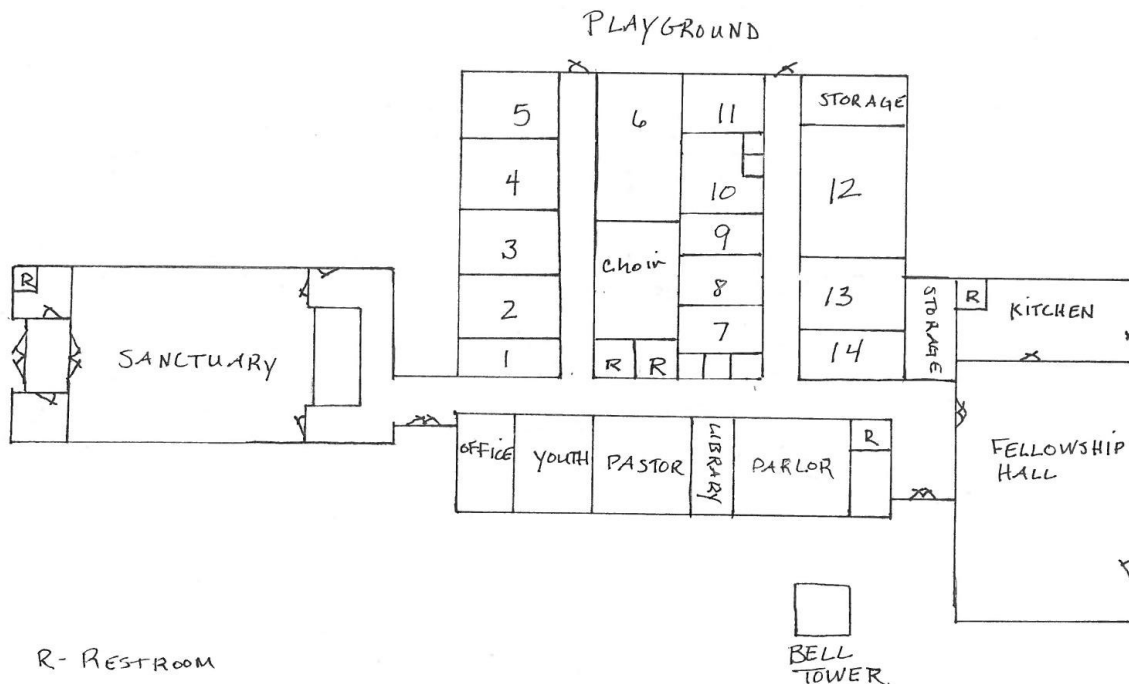 PLAYGROUND
5
6
11
STORAGE
4
10
12
3
9
Choir
R
2
8
13
STORAGE
R
KITCHEN
SANCTUARY
7
1
R
R
14
OFFICE
YOUTH
PASTOR
LIBRARY
PARLOR
R
FELLOWSHIP
HALL
R - RESTROOM
BELL
TOWER